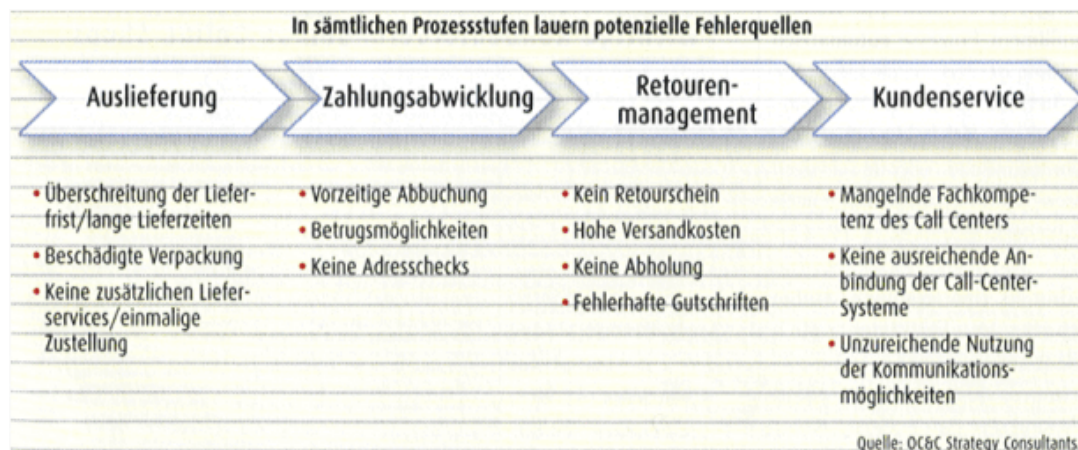 In sämtlichen Prozessstufen lauern potenzielle Fehlerquellen
Auslieferung
Zahlungsabwicklung
Retouren-
management
Kundenservice
• Überschreitung der Liefer-
frist/lange Lieferzeiten
• Beschädigte Verpackung
• Keine zusätzlichen Liefer-
services/einmalige
Zustellung
• Vorzeitige Abbuchung
• Betrugsmöglichkeiten
• Keine Adresschecks
• Kein Retourschein
• Hohe Versandkosten
• Keine Abholung
• Fehlerhafte Gutschriften
• Mangelnde Fachkompe-
tenz des Call Centers
• Keine ausreichende An-
bindung der Call-Center-
Systeme
• Unzureichende Nutzung
der Kommunikations-
möglichkeiten
Quelle: OC&C Strategy Consultants